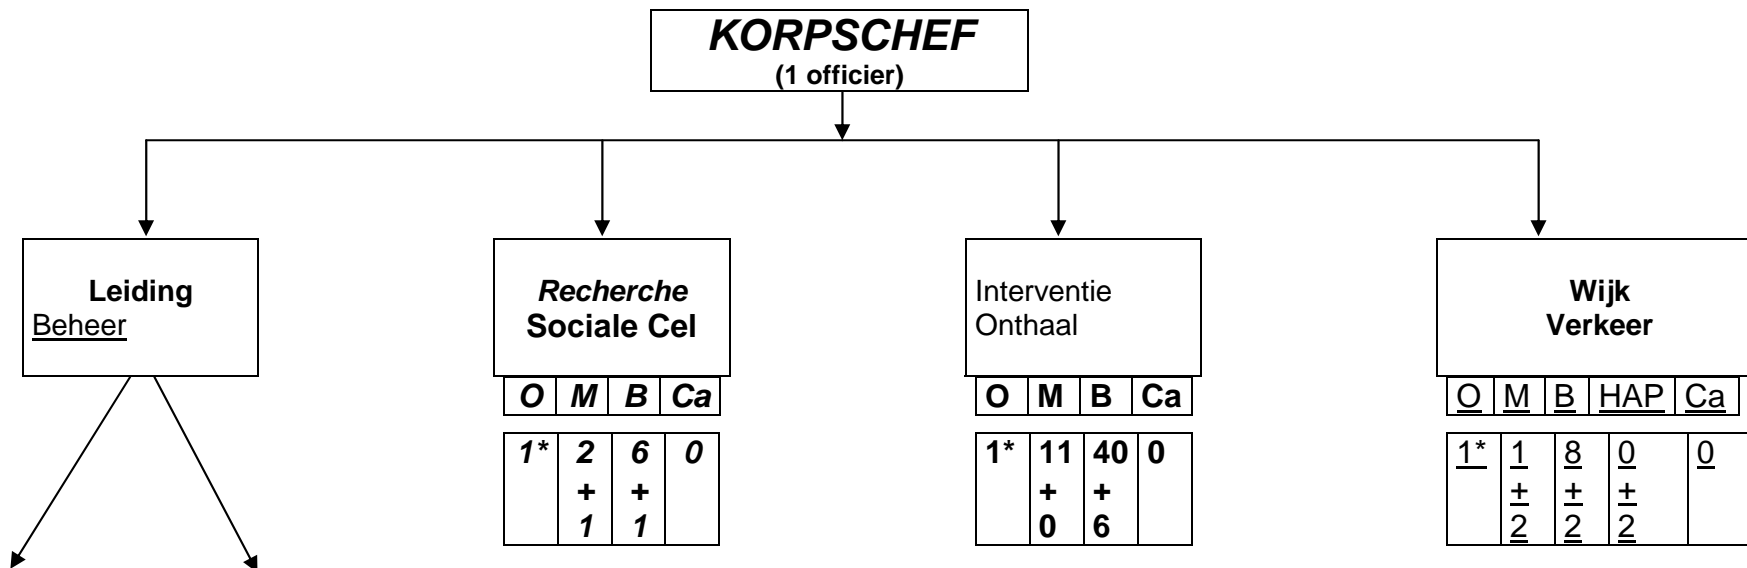 KORPSCHEF
(1 officier)
Leiding
Beheer
Recherche
Sociale Cel
Interventie
Onthaal
Wijk
Verkeer
O M B Ca
O M B Ca
O M B HAP Ca
1* 2 6 0
+ +
1 1
1* 11 40 0
+ +
0 6
1* 1 8 0 0
+ + +
2 2 2